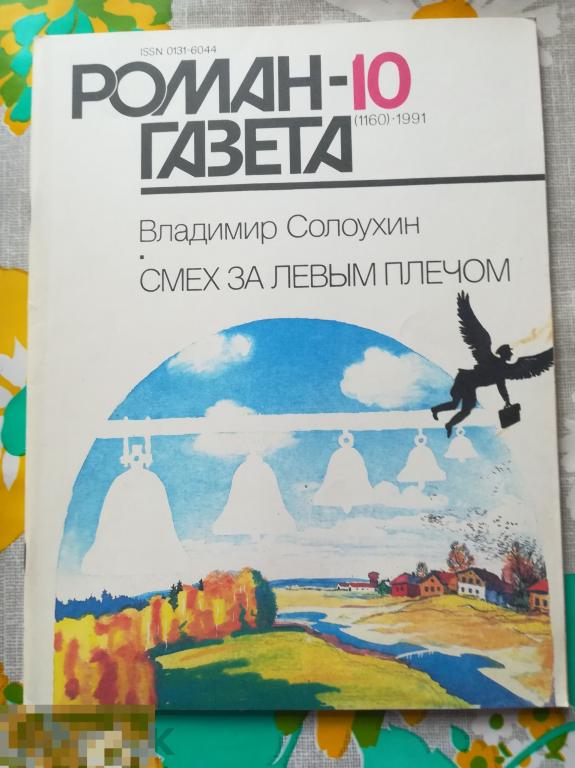 ISSN 0131-6044
РОМАН-10
ГАЗЕТА (1160)·1991
Владимир Солоухин
СМЕХ ЗА ЛЕВЫМ ПЛЕЧОМ